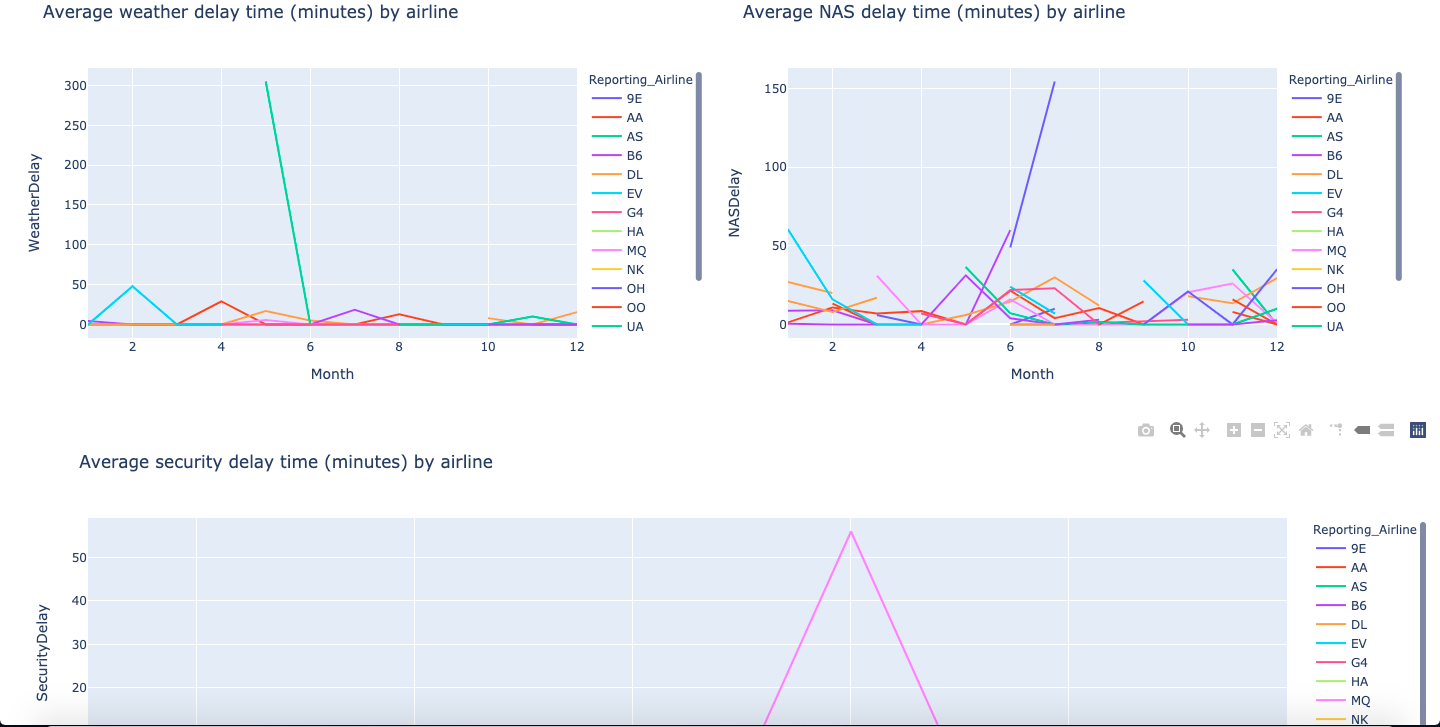 Average weather delay time (minutes) by airline
300
250
200
150
100
50
0
WeatherDelay
2 4 6 8 10 12
Month
Reporting_Airline
9E
AA
AS
B6
DL
EV
G4
HA
MQ
NK
OH
OO
UA
Average NAS delay time (minutes) by airline
150
100
50
0
NASDelay
2 4 6 8 10 12
Month
Reporting_Airline
9E
AA
AS
B6
DL
EV
G4
HA
MQ
NK
OH
OO
UA
Average security delay time (minutes) by airline
50
40
30
20
SecurityDelay
Reporting_Airline
9E
AA
AS
B6
DL
EV
G4
HA
MQ
NK